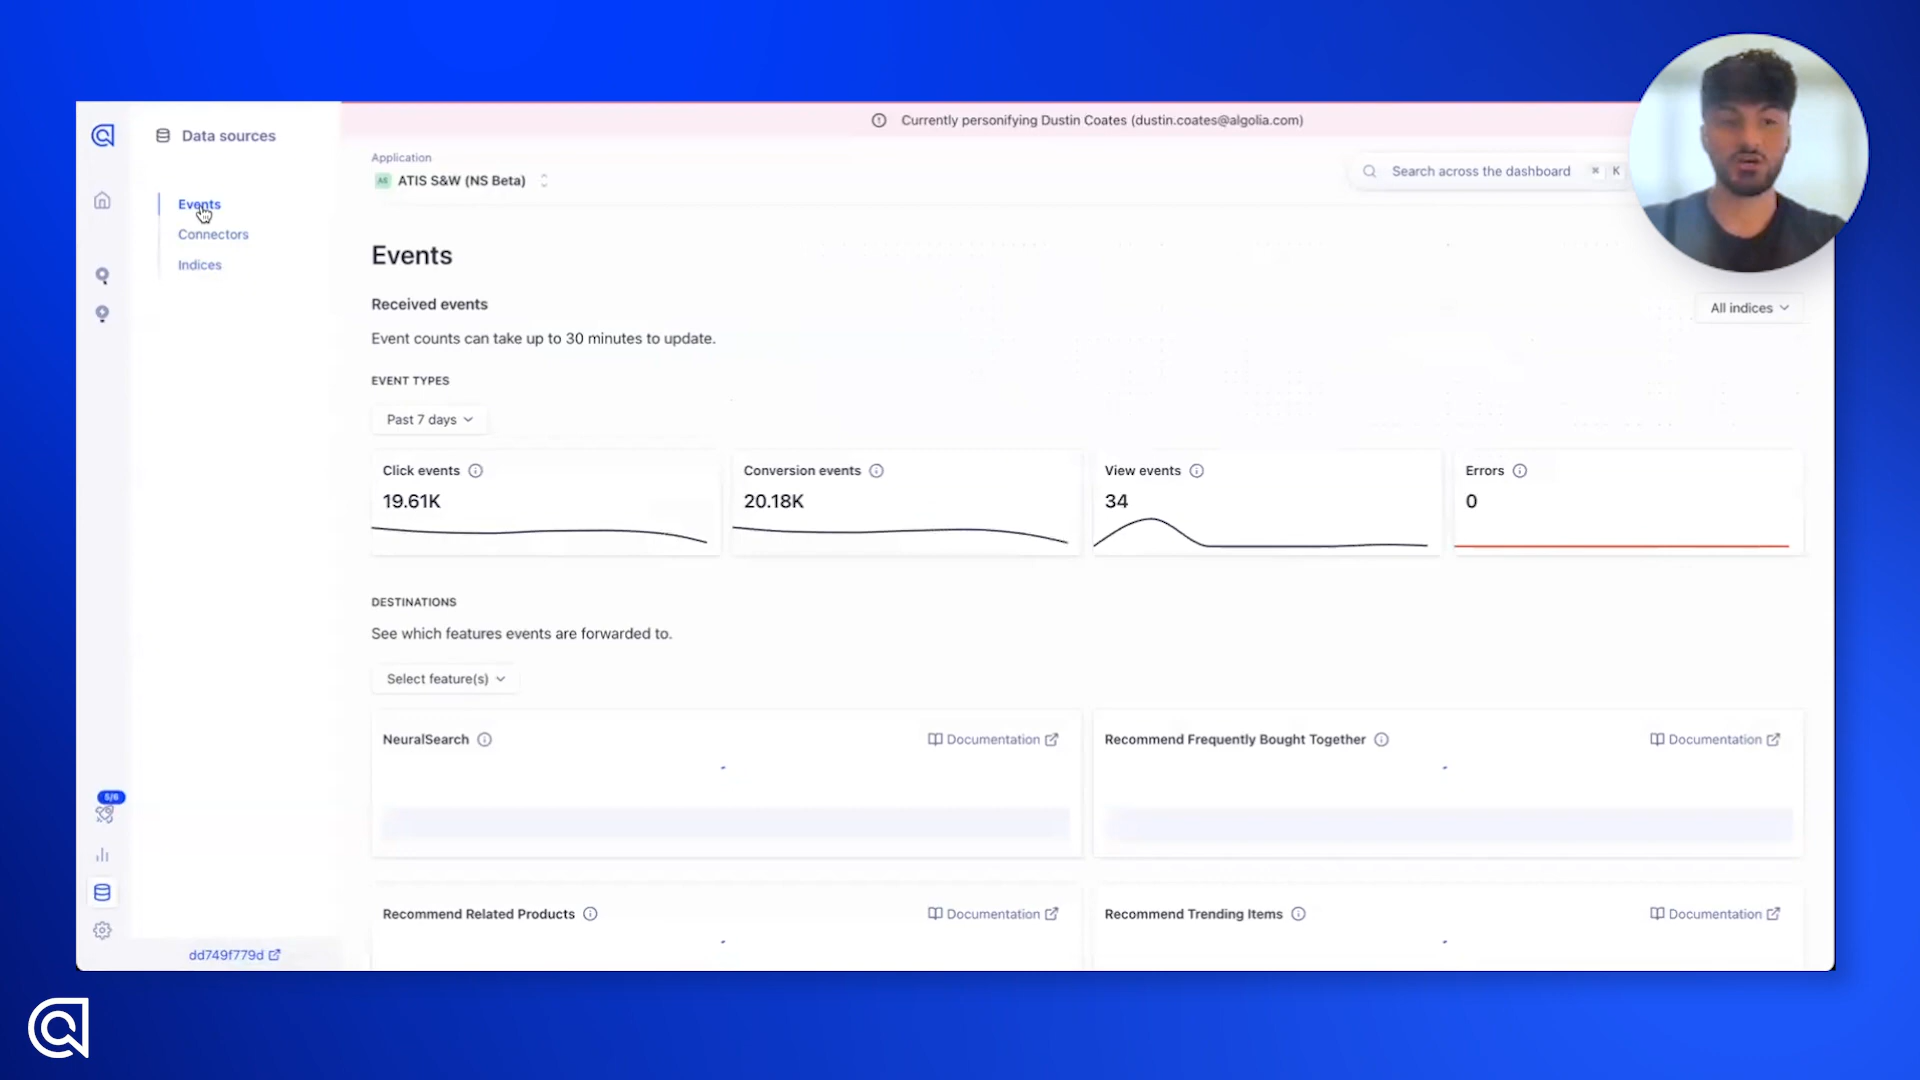 Data sources
Events
Connectors
Indices
5/6
dd749f779d
Currently personifying Dustin Coates (dustin.coates@algolia.com)
Application
AS ATIS S&W (NS Beta)
Search across the dashboard ⌘ K
Events
Received events
All indices
Event counts can take up to 30 minutes to update.
EVENT TYPES
Past 7 days
Click events
19.61K
Conversion events
20.18K
View events
34
Errors
0
DESTINATIONS
See which features events are forwarded to.
Select feature(s)
NeuralSearch Documentation
Recommend Frequently Bought Together Documentation
Recommend Related Products Documentation
Recommend Trending Items Documentation